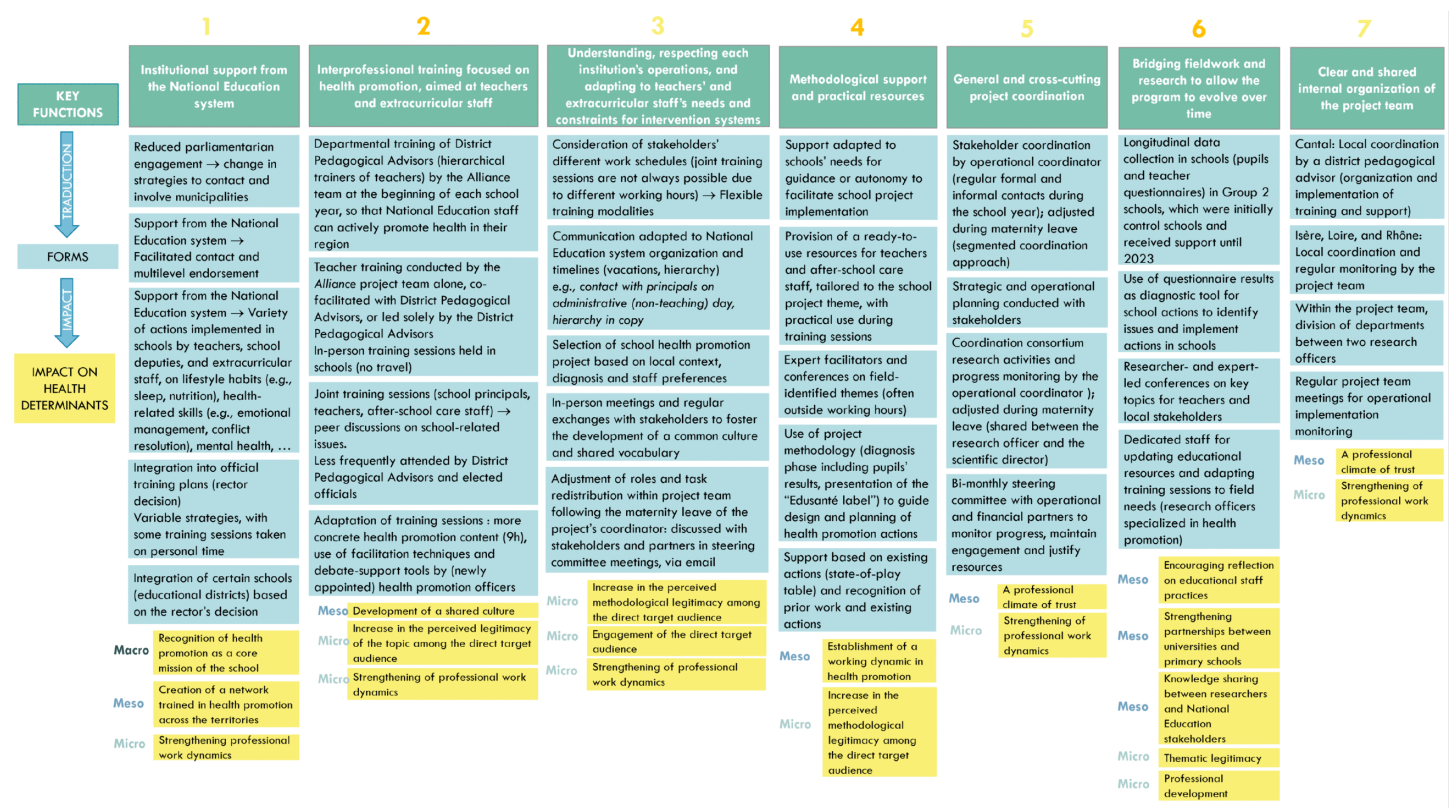 1
2
3
4
5
6
7
KEY
FUNCTIONS
TRADUCTION
FORMS
IMPACT
IMPACT ON
HEALTH
DETERMINANTS
Institutional support from
the National Education
system
Reduced parliamentarian
engagement → change in
strategies to contact and
involve municipalities
Support from the National
Education system →
Facilitated contact and
multilevel endorsement
Support from the National
Education system → Variety
of actions implemented in
schools by teachers, school
deputies, and extracurricular
staff, on lifestyle habits (e.g.,
sleep, nutrition), health-
related skills (e.g., emotional
management, conflict
resolution), mental health, …
Integration into official
training plans (rector
decision)
Variable strategies, with
some training sessions taken
on personal time
Integration of certain schools
(educational districts) based
on the rector's decision
Macro
Recognition of health
promotion as a core
mission of the school
Meso
Creation of a network
trained in health promotion
across the territories
Micro
Strengthening professional
work dynamics
Interprofessional training focused on
health promotion, aimed at teachers
and extracurricular staff
Departmental training of District
Pedagogical Advisors (hierarchical
trainers of teachers) by the Alliance
team at the beginning of each school
year, so that National Education staff
can actively promote health in their
region
Teacher training conducted by the
Alliance project team alone, co-
facilitated with District Pedagogical
Advisors, or led solely by the District
Pedagogical Advisors
In-person training sessions held in
schools (no travel)
Joint training sessions (school principals,
teachers, after-school care staff) →
peer discussions on school-related
issues.
Less frequently attended by District
Pedagogical Advisors and elected
officials
Adaptation of training sessions : more
concrete health promotion content (9h),
use of facilitation techniques and
debate-support tools by (newly
appointed) health promotion officers
Meso
Development of a shared culture
Micro
Increase in the perceived legitimacy
of the topic among the direct target
audience
Micro
Strengthening of professional work
dynamics
Understanding, respecting each
institution's operations, and
adapting to teachers' and
extracurricular staff's needs and
constraints for intervention systems
Consideration of stakeholders'
different work schedules (joint training
sessions are not always possible due
to different working hours) → Flexible
training modalities
Communication adapted to National
Education system organization and
timelines (vacations, hierarchy)
e.g., contact with principals on
administrative (non-teaching) day,
hierarchy in copy
Selection of school health promotion
project based on local context,
diagnosis and staff preferences
In-person meetings and regular
exchanges with stakeholders to foster
the development of a common culture
and shared vocabulary
Adjustment of roles and task
redistribution within project team
following the maternity leave of the
project's coordinator: discussed with
stakeholders and partners in steering
committee meetings, via email
Micro
Increase in the perceived
methodological legitimacy among
the direct target audience
Micro
Engagement of the direct target
audience
Micro
Strengthening of professional
work dynamics
Methodological support
and practical resources
Support adapted to
schools' needs for
guidance or autonomy to
facilitate school project
implementation
Provision of a ready-to-
use resources for teachers
and after-school care
staff, tailored to the school
project theme, with
practical use during
training sessions
Expert facilitators and
conferences on field-
identified themes (often
outside working hours)
Use of project
methodology (diagnosis
phase including pupils'
results, presentation of the
"Edusanté label") to guide
design and planning of
health promotion actions
Support based on existing
actions (state-of-play
table) and recognition of
prior work and existing
actions
Meso
Establishment of a
working dynamic in
health promotion
Micro
Increase in the
perceived
methodological
legitimacy among
the direct target
audience
General and cross-cutting
project coordination
Stakeholder coordination
by operational coordinator
(regular formal and
informal contacts during
the school year); adjusted
during maternity leave
(segmented coordination
approach)
Strategic and operational
planning conducted with
stakeholders
Coordination consortium
research activities and
progress monitoring by the
operational coordinator );
adjusted during maternity
leave (shared between the
research officer and the
scientific director)
Bi-monthly steering
committee with operational
and financial partners to
monitor progress, maintain
engagement and justify
resources
Meso
A professional
climate of trust
Micro
Strengthening of
professional work
dynamics
Bridging fieldwork and
research to allow the
program to evolve over
time
Longitudinal data
collection in schools (pupils
and teacher
questionnaires) in Group 2
schools, which were initially
control schools and
received support until
2023
Use of questionnaire results
as diagnostic tool for
school actions to identify
issues and implement
actions in schools
Researcher- and expert-
led conferences on key
topics for teachers and
local stakeholders
Dedicated staff for
updating educational
resources and adapting
training sessions to field
needs (research officers
specialized in health
promotion)
Meso
Encouraging reflection
on educational staff
practices
Meso
Strengthening
partnerships between
universities and
primary schools
Meso
Knowledge sharing
between researchers
and National
Education
stakeholders
Micro
Thematic legitimacy
Micro
Professional
development
Clear and shared
internal organization of
the project team
Cantal: Local coordination
by a district pedagogical
advisor (organization and
implementation of
training and support)
Isère, Loire, and Rhône:
Local coordination and
regular monitoring by the
project team
Within the project team,
division of departments
between two research
officers
Regular project team
meetings for operational
implementation
monitoring
Meso
A professional
climate of trust
Micro
Strengthening of
professional work
dynamics